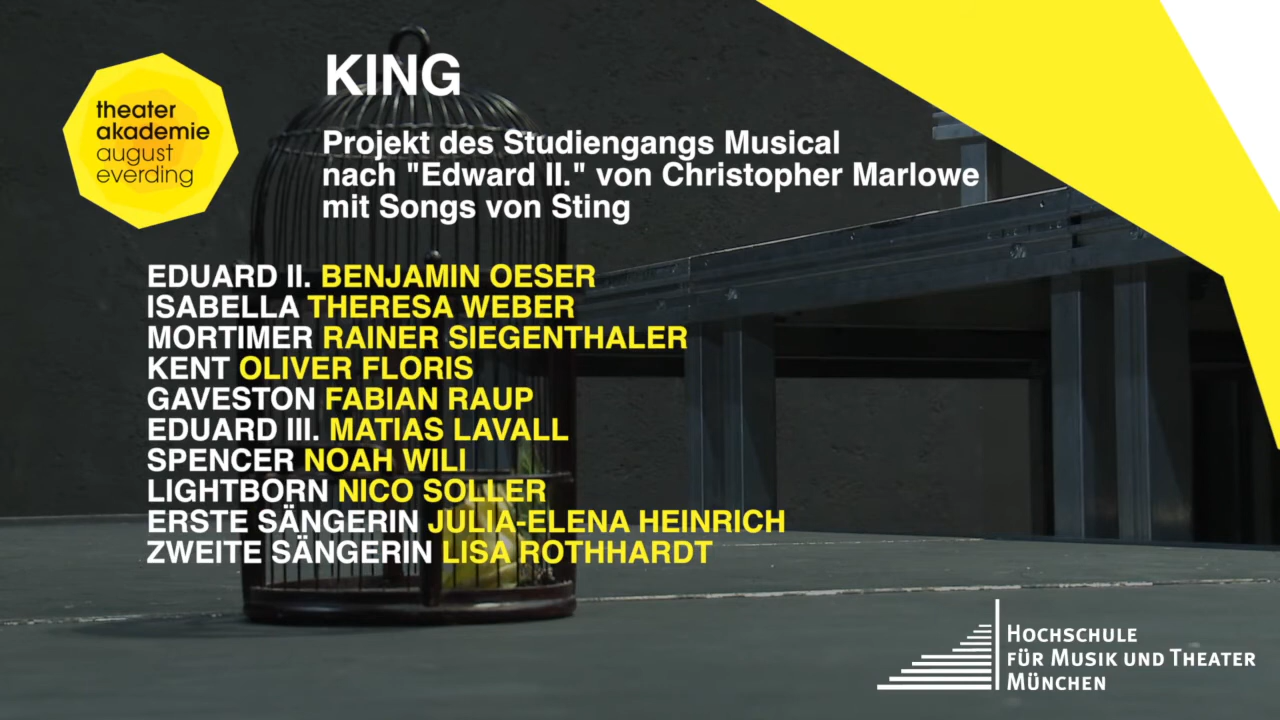 theater
akademie
august
everding
KING
Projekt des Studiengangs Musical
nach "Edward II." von Christopher Marlowe
mit Songs von Sting
EDUARD II. BENJAMIN OESER
ISABELLA THERESA WEBER
MORTIMER RAINER SIEGENTHALER
KENT OLIVER FLORIS
GAVESTON FABIAN RAUP
EDUARD III. MATIAS LAVALL
SPENCER NOAH WILI
LIGHTBORN NICO SOLLER
ERSTE SÄNGERIN JULIA-ELENA HEINRICH
ZWEITE SÄNGERIN LISA ROTHHARDT
HOCHSCHULE
FÜR MUSIK UND THEATER
MÜNCHEN